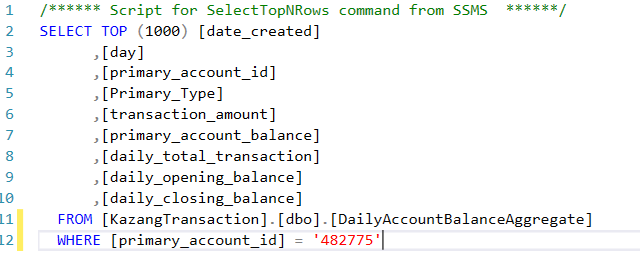 1 /****** Script for SelectTopNRows command from SSMS  ******/
2 SELECT TOP (1000) [date_created]
3 ,[day]
4 ,[primary_account_id]
5 ,[Primary_Type]
6 ,[transaction_amount]
7 ,[primary_account_balance]
8 ,[daily_total_transaction]
9 ,[daily_opening_balance]
10 ,[daily_closing_balance]
11 FROM [KazangTransaction].[dbo].[DailyAccountBalanceAggregate]
12 WHERE [primary_account_id] = '482775'